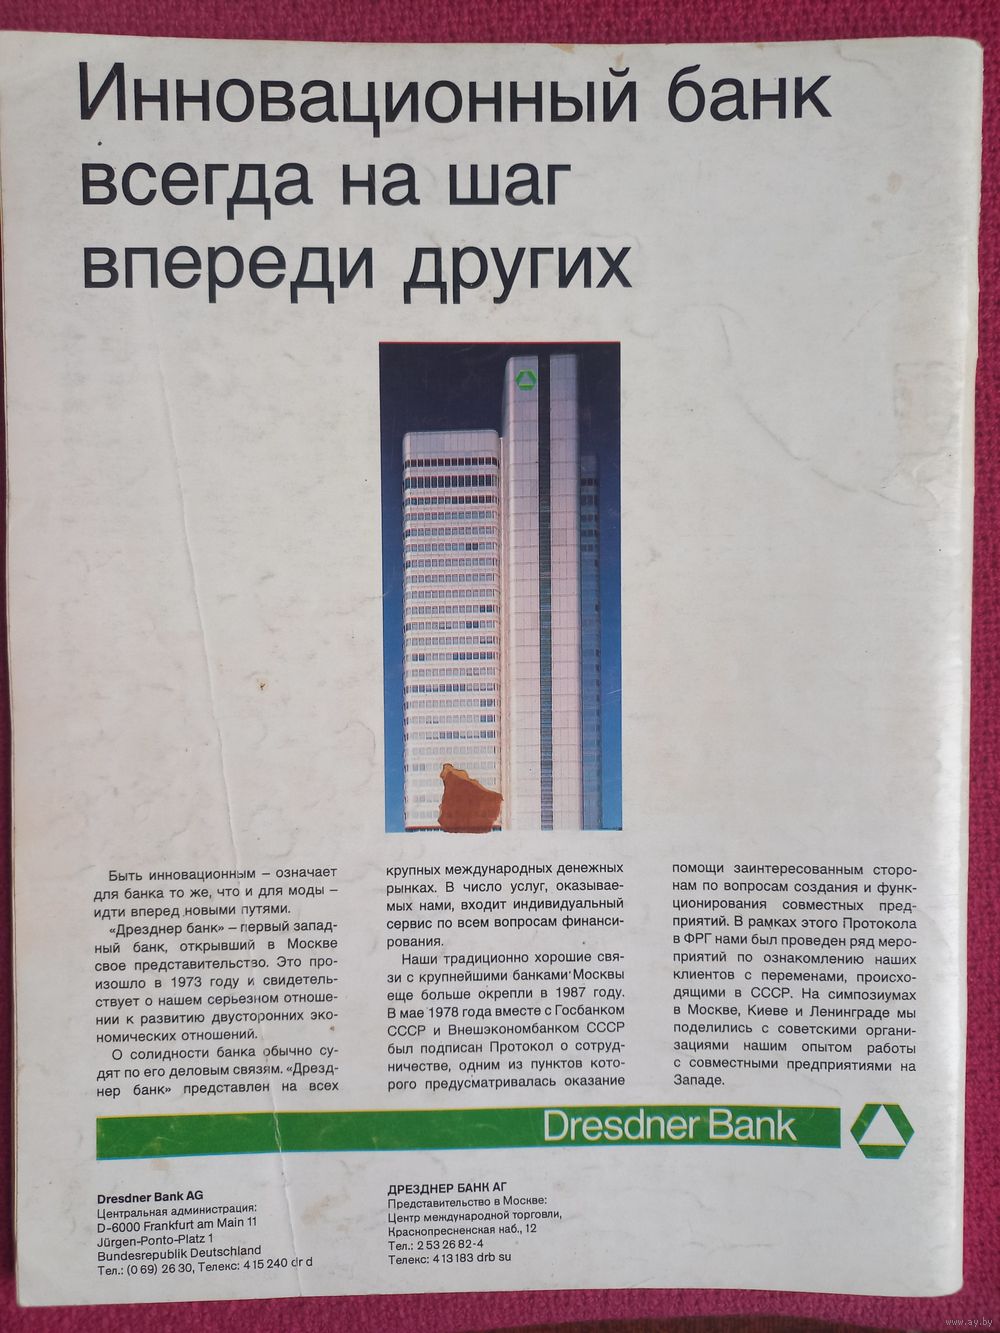 Инновационный банк
всегда на шаг
впереди других
Быть инновационным – означает
для банка то же, что и для моды –
идти вперед новыми путями.
«Дрезднер банк» – первый запад-
ный банк, открывший в Москве
свое представительство. Это про-
изошло в 1973 году и свидетель-
ствует о нашем серьезном отноше-
нии к развитию двусторонних эко-
номических отношений.
О солидности банка обычно су-
дят по его деловым связям. «Дрезд-
нер банк» представлен на всех
крупных международных денежных
рынках. В число услуг, оказывае-
мых нами, входит индивидуальный
сервис по всем вопросам финанси-
рования.
Наши традиционно хорошие свя-
зи с крупнейшими банками Москвы
еще больше окрепли в 1987 году.
В мае 1978 года вместе с Госбанком
СССР и Внешэкономбанком СССР
был подписан Протокол о сотруд-
ничестве, одним из пунктов кото-
рого предусматривалась оказание
помощи заинтересованным сторо-
нам по вопросам создания и функ-
ционирования совместных пред-
приятий. В рамках этого Протокола
в ФРГ нами был проведен ряд меро-
приятий по ознакомлению наших
клиентов с переменами, происхо-
дящими в СССР. На симпозиумах
в Москве, Киеве и Ленинграде мы
поделились с советскими органи-
зациями нашим опытом работы
с совместными предприятиями на
Западе.
Dresdner Bank
Dresdner Bank AG
Центральная администрация:
D-6000 Frankfurt am Main 11
Jürgen-Ponto-Platz 1
Bundesrepublik Deutschland
Тел.: (0 69) 26 30, Телекс: 4 15 240 dr d
ДРЕЗДНЕР БАНК АГ
Представительство в Москве:
Центр международной торговли,
Краснопресненская наб., 12
Тел.: 2 53 26 82-4
Телекс: 4 13 183 drb su
www.ay.by